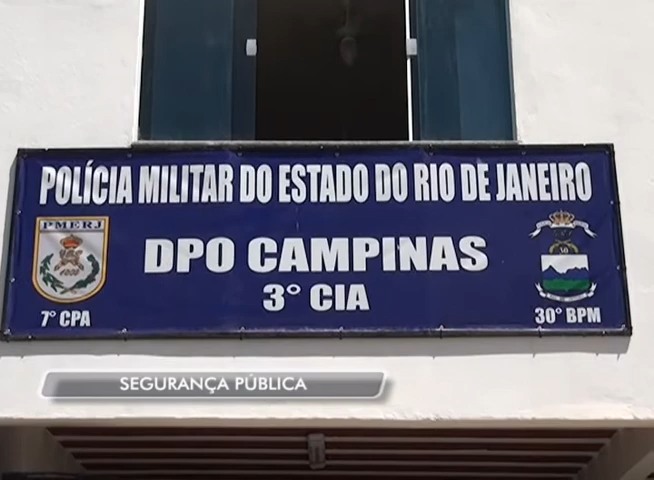 POLÍCIA MILITAR DO ESTADO DO RIO DE JANEIRO
PMERJ
DPO CAMPINAS
3° CIA
7° CPA
30° BPM
SEGURANÇA PÚBLICA